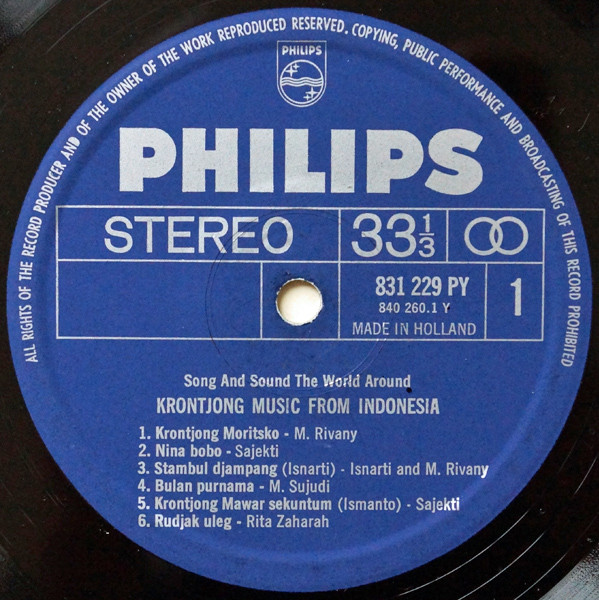 ALL RIGHTS OF THE RECORD PRODUCER AND OF THE OWNER OF THE WORK REPRODUCED RESERVED. COPYING, PUBLIC PERFORMANCE AND BROADCASTING OF THIS RECORD PROHIBITED
PHILIPS
PHILIPS
STEREO 33⅓
831 229 PY 1
840 260.1 Y
MADE IN HOLLAND
Song And Sound The World Around
KRONTJONG MUSIC FROM INDONESIA
1. Krontjong Moritsko - M. Rivany
2. Nina bobo - Sajekti
3. Stambul djampang (Isnarti) - Isnarti and M. Rivany
4. Bulan purnama - M. Sujudi
5. Krontjong Mawar sekuntum (Ismanto) - Sajekti
6. Rudjak uleg - Rita Zaharah